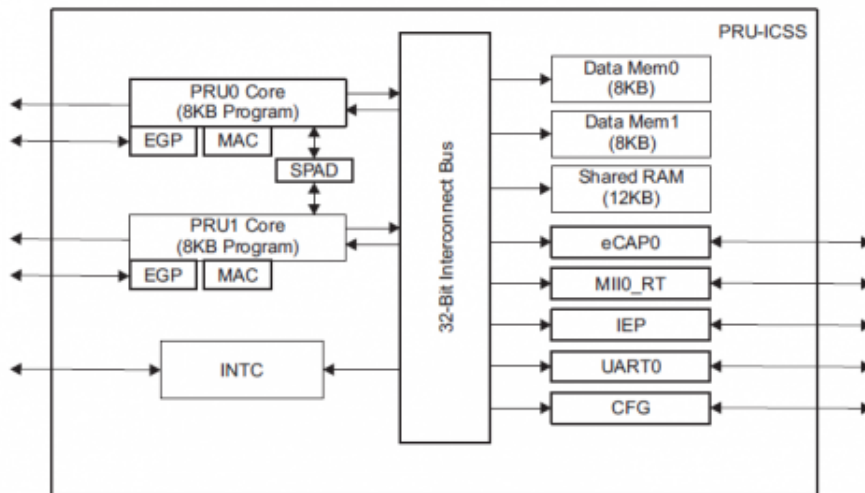 PRU-ICSS
PRU0 Core
(8KB Program)
EGP
MAC
SPAD
PRU1 Core
(8KB Program)
EGP
MAC
INTC
32-Bit Interconnect Bus
Data Mem0
(8KB)
Data Mem1
(8KB)
Shared RAM
(12KB)
eCAP0
MII0_RT
IEP
UART0
CFG